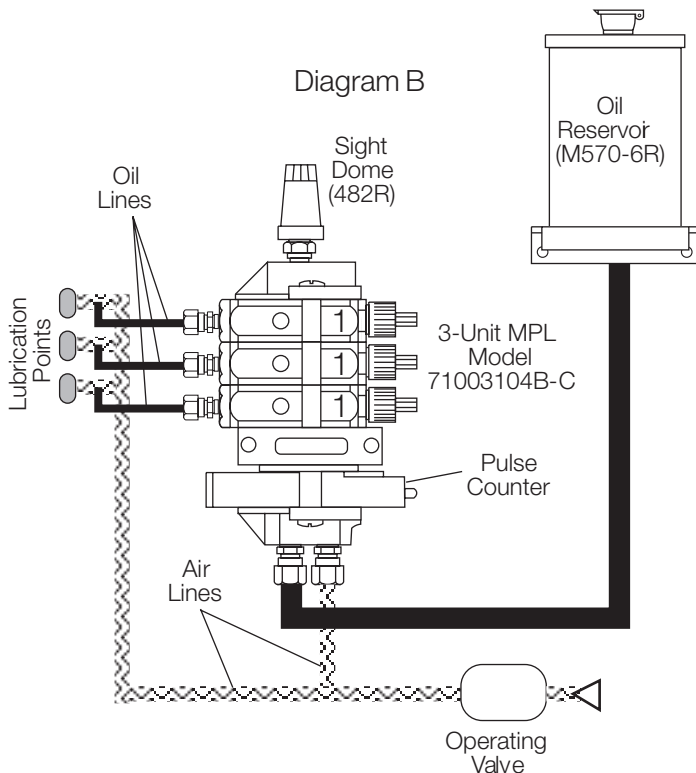 Diagram B
Oil
Reservoir
(M570-6R)
Sight
Dome
(482R)
Oil
Lines
Lubrication
Points
1
1
1
3-Unit MPL
Model
71003104B-C
Pulse
Counter
Air
Lines
Operating
Valve